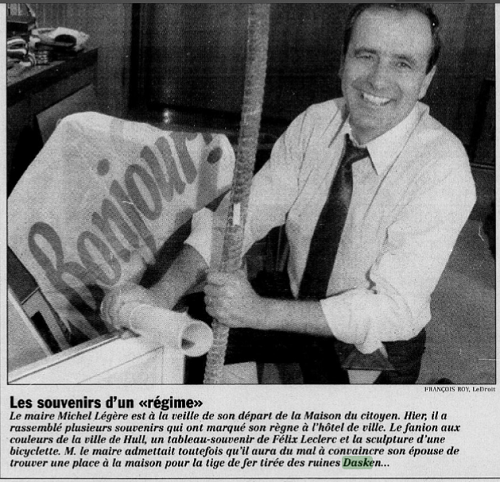 Bonjour!
FRANÇOIS ROY, LeDroit
Les souvenirs d'un «régime»
Le maire Michel Légère est à la veille de son départ de la Maison du citoyen. Hier, il a
rassemblé plusieurs souvenirs qui ont marqué son règne à l'hôtel de ville. Le fanion aux
couleurs de la ville de Hull, un tableau-souvenir de Félix Leclerc et la sculpture d'une
bicyclette. M. le maire admettait toutefois qu'il aura du mal à convaincre son épouse de
trouver une place à la maison pour la tige de fer tirée des ruines Dasken...